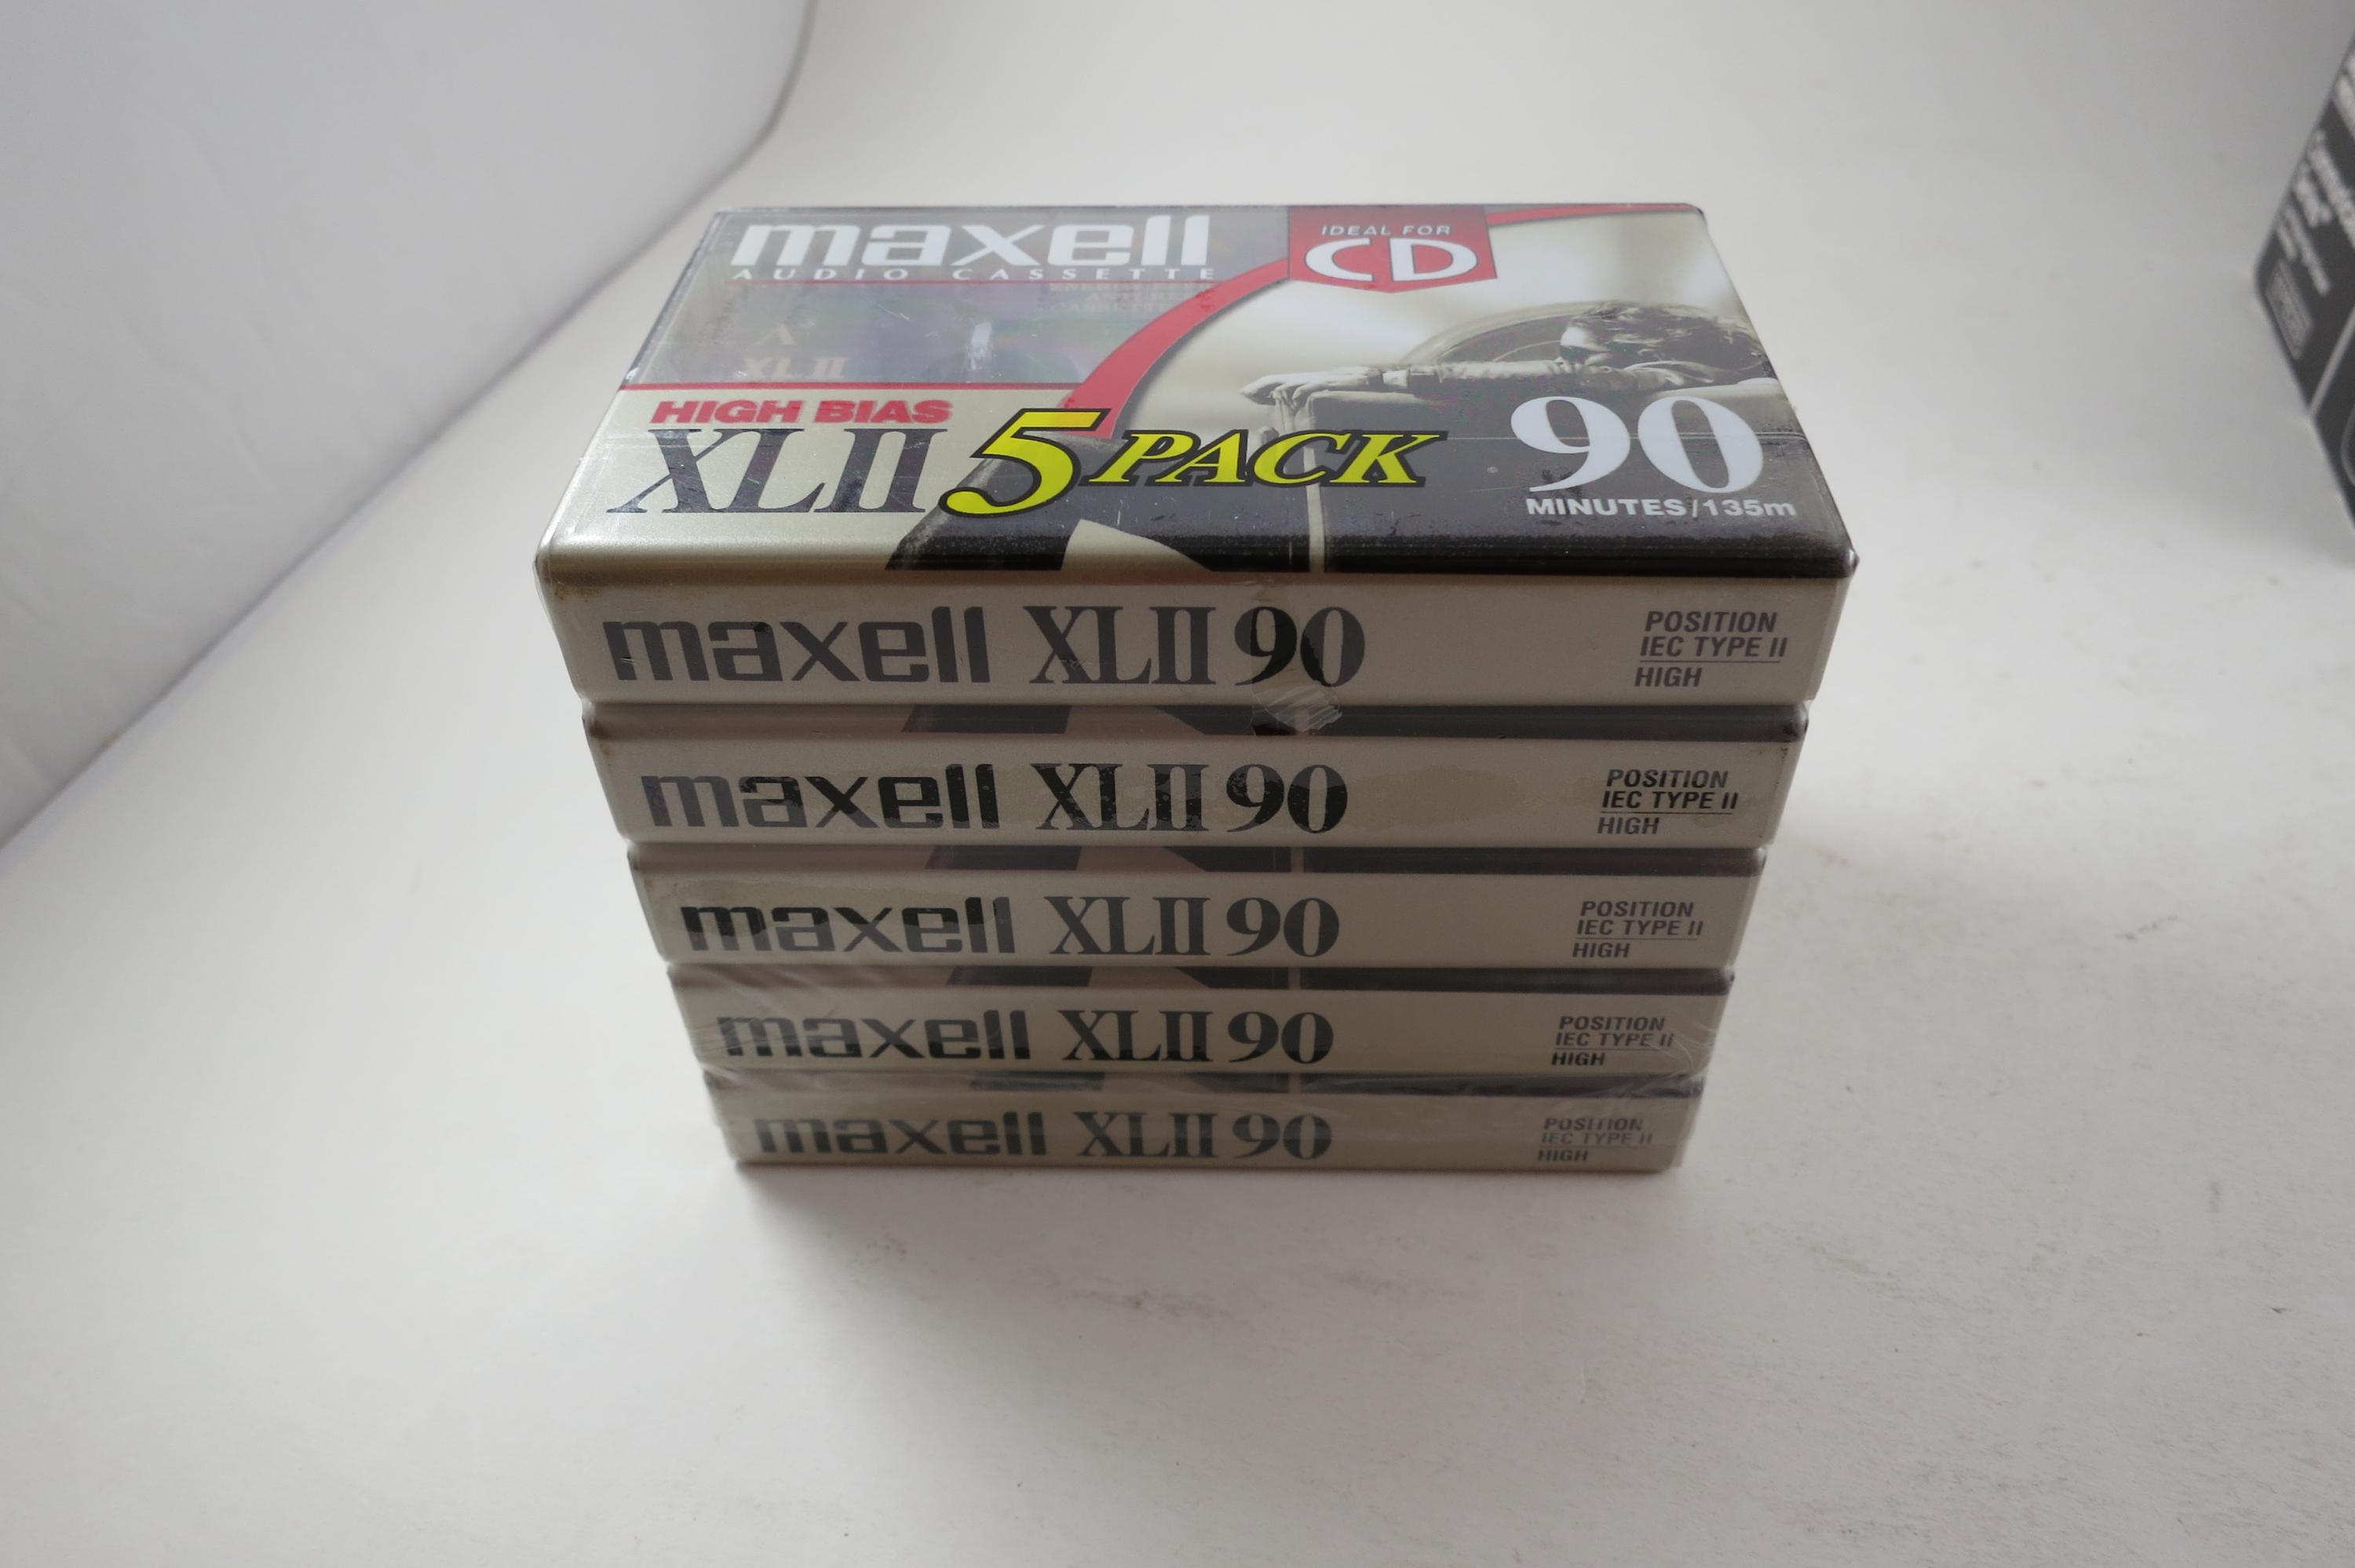 maxell
AUDIO CASSETTE
IDEAL FOR
CD
XLII
HIGH BIAS
XLII
5 PACK
90
MINUTES/135m
maxell XLII 90
POSITION
IEC TYPE II
HIGH
maxell XLII 90
POSITION
IEC TYPE II
HIGH
maxell XLII 90
POSITION
IEC TYPE II
HIGH
maxell XLII 90
POSITION
IEC TYPE II
HIGH
maxell XLII 90
POSITION
IEC TYPE II
HIGH